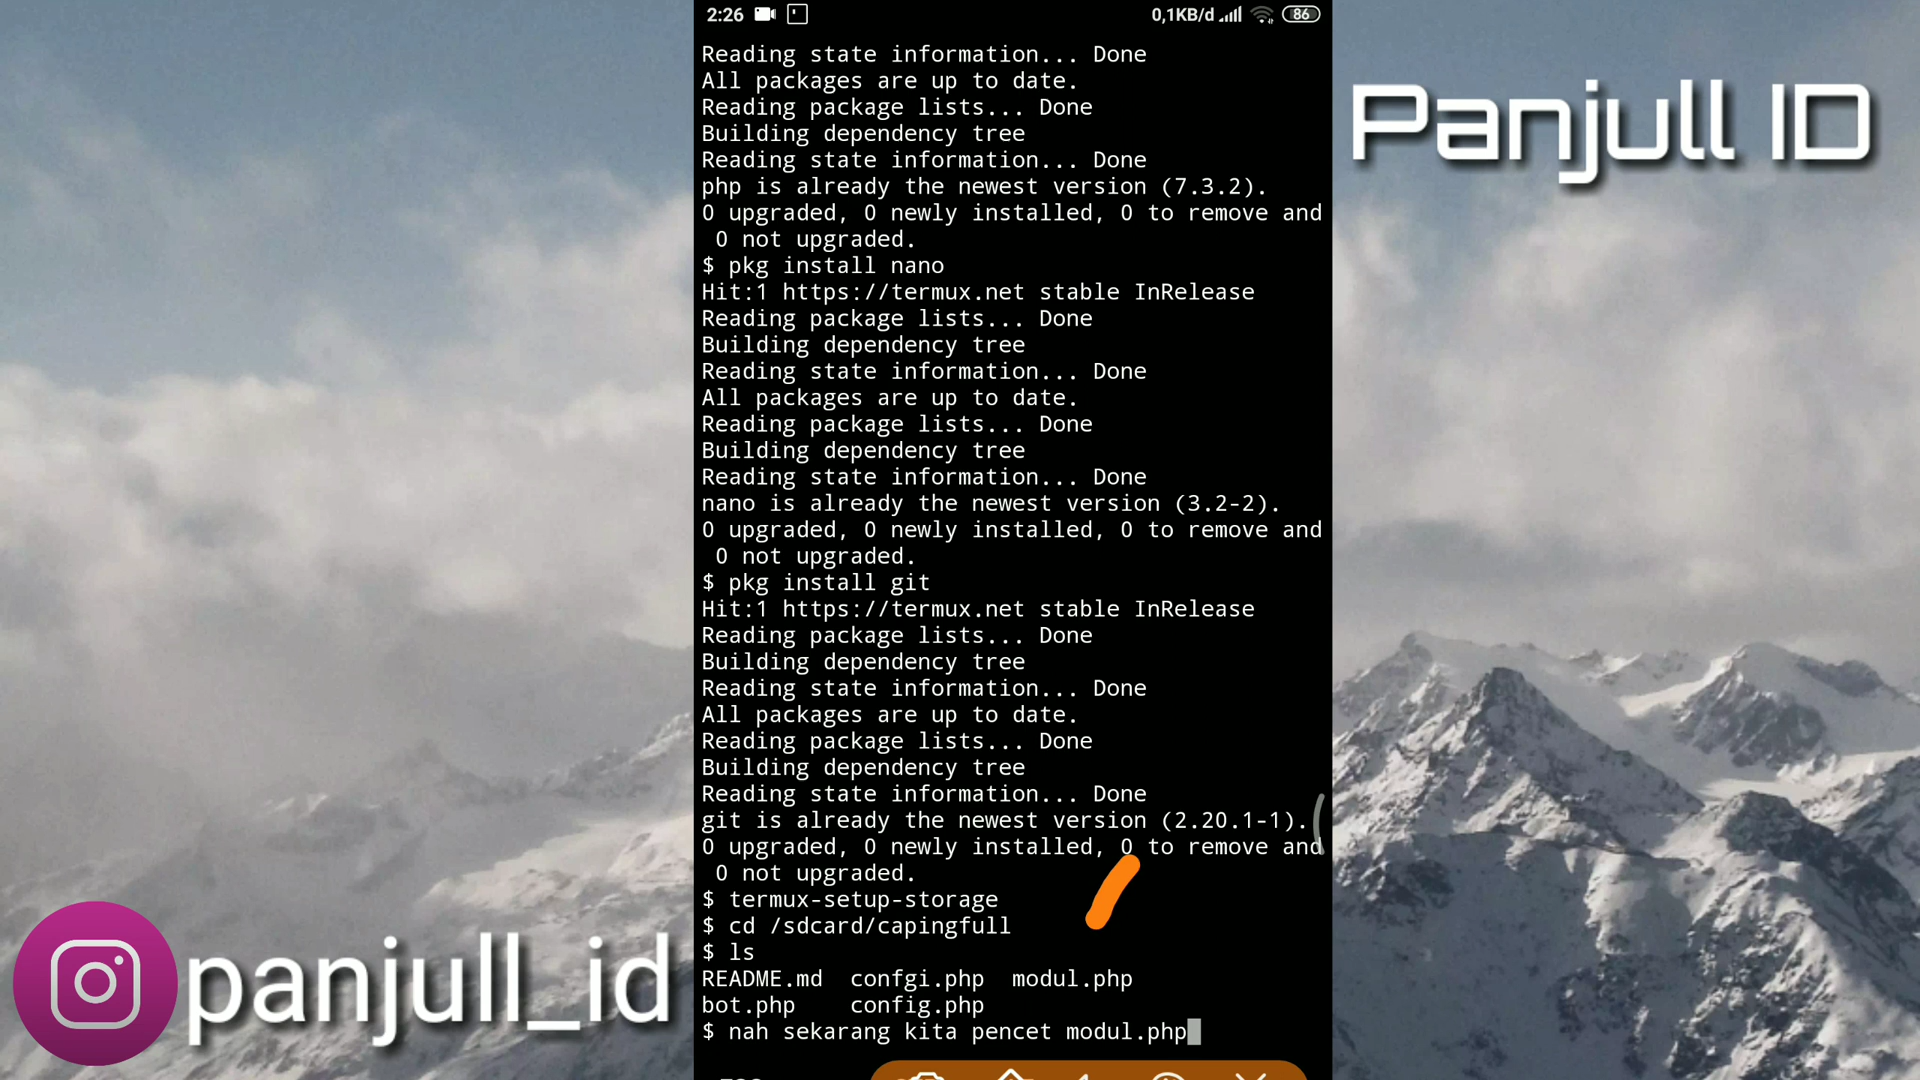 2:26
0,1KB/d
86
Reading state information... Done
All packages are up to date.
Reading package lists... Done
Building dependency tree
Reading state information... Done
php is already the newest version (7.3.2).
0 upgraded, 0 newly installed, 0 to remove and
0 not upgraded.
$ pkg install nano
Hit:1 https://termux.net stable InRelease
Reading package lists... Done
Building dependency tree
Reading state information... Done
All packages are up to date.
Reading package lists... Done
Building dependency tree
Reading state information... Done
nano is already the newest version (3.2-2).
0 upgraded, 0 newly installed, 0 to remove and
0 not upgraded.
$ pkg install git
Hit:1 https://termux.net stable InRelease
Reading package lists... Done
Building dependency tree
Reading state information... Done
All packages are up to date.
Reading package lists... Done
Building dependency tree
Reading state information... Done
git is already the newest version (2.20.1-1).
0 upgraded, 0 newly installed, 0 to remove and
0 not upgraded.
$ termux-setup-storage
$ cd /sdcard/capingfull
$ ls
README.md confgi.php modul.php
bot.php config.php
$ nah sekarang kita pencet modul.php
Panjull ID
panjull_id